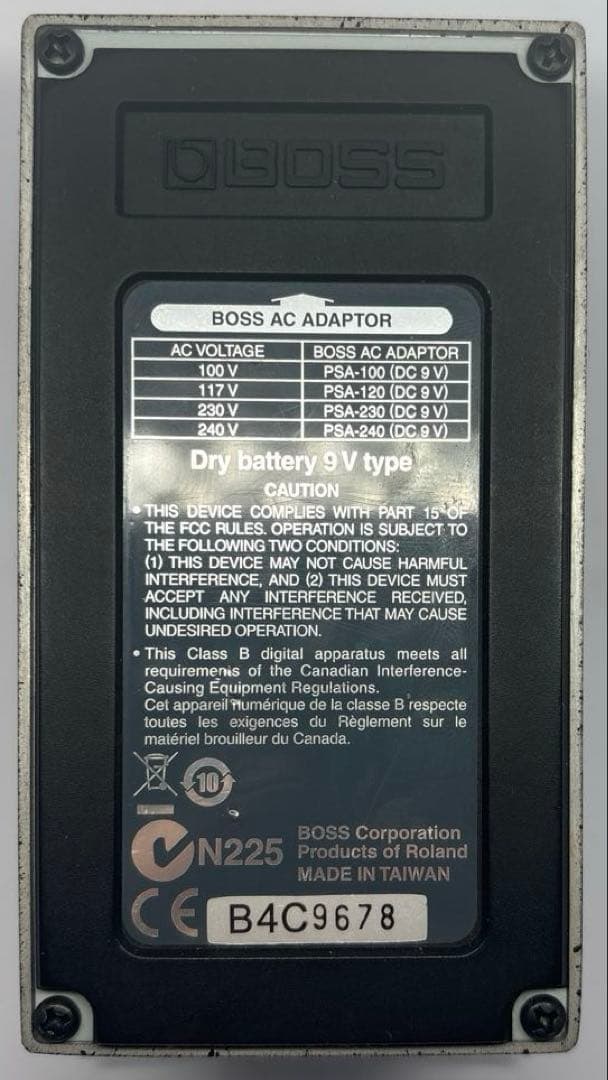 BOSS
BOSS AC ADAPTOR
AC VOLTAGE BOSS AC ADAPTOR
100 V PSA-100 (DC 9 V)
117 V PSA-120 (DC 9 V)
230 V PSA-230 (DC 9 V)
240 V PSA-240 (DC 9 V)
Dry battery 9 V type
CAUTION
• THIS DEVICE COMPLIES WITH PART 15 OF
THE FCC RULES. OPERATION IS SUBJECT TO
THE FOLLOWING TWO CONDITIONS:
(1) THIS DEVICE MAY NOT CAUSE HARMFUL
INTERFERENCE, AND (2) THIS DEVICE MUST
ACCEPT ANY INTERFERENCE RECEIVED,
INCLUDING INTERFERENCE THAT MAY CAUSE
UNDESIRED OPERATION.
• This Class B digital apparatus meets all
requirements of the Canadian Interference-
Causing Equipment Regulations.
Cet appareil numérique de la classe B respecte
toutes les exigences du Règlement sur le
matériel brouilleur du Canada.
10
N225
BOSS Corporation
Products of Roland
MADE IN TAIWAN
CE
B4C9678